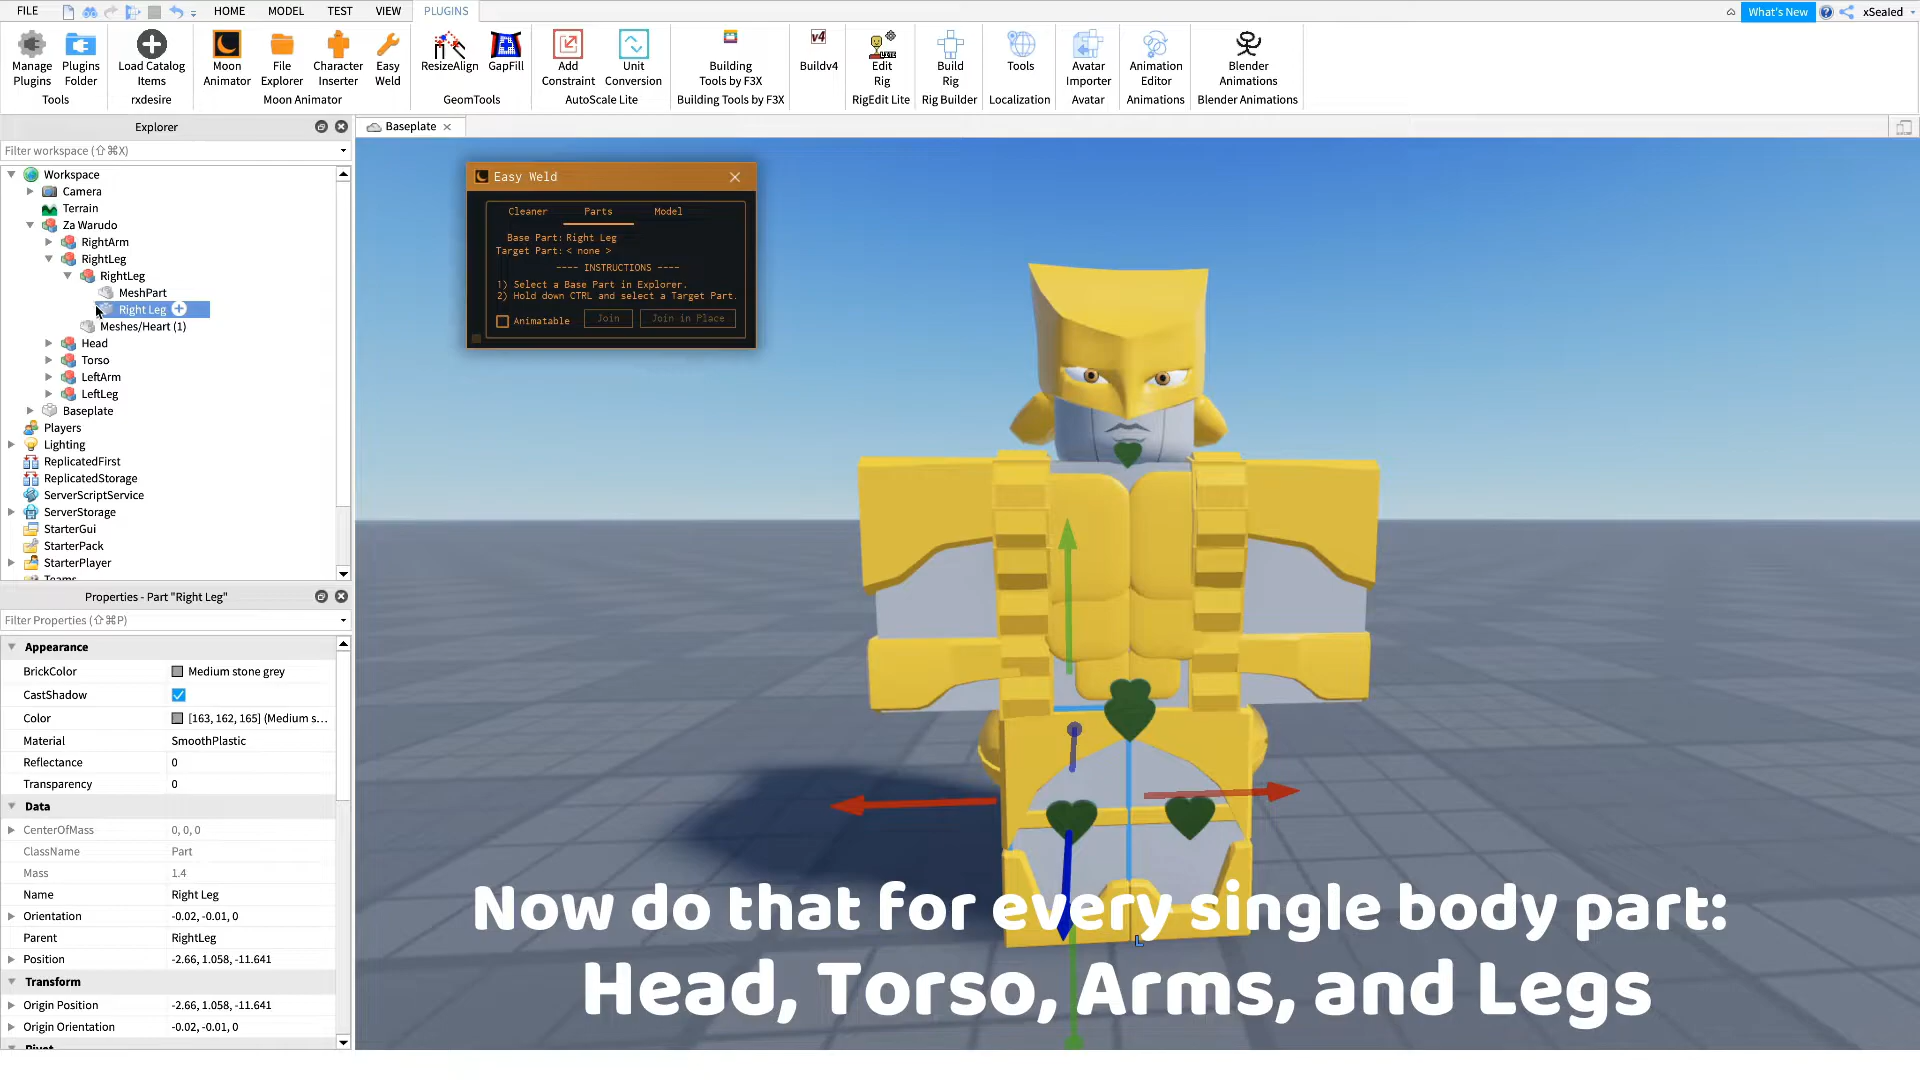 FILE HOME MODEL TEST VIEW PLUGINS What's New xSealed
Manage Plugins
Plugins Folder
Tools
Load Catalog Items
rxdesire
Moon Animator
File Explorer
Character Inserter
Easy Weld
Moon Animator
ResizeAlign
GapFill
GeomTools
Add Constraint
Unit Conversion
AutoScale Lite
Building Tools by F3X
Building Tools by F3X
v4
Buildv4
Edit Rig
RigEdit Lite
Build Rig
Rig Builder
Tools
Localization
Avatar Importer
Avatar
Animation Editor
Animations
Blender Animations
Blender Animations
Explorer
Filter workspace (⇧⌘X)
Workspace
Camera
Terrain
Za Warudo
RightArm
RightLeg
RightLeg
MeshPart
Right Leg
Meshes/Heart (1)
Head
Torso
LeftArm
LeftLeg
Baseplate
Players
Lighting
ReplicatedFirst
ReplicatedStorage
ServerScriptService
ServerStorage
StarterGui
StarterPack
StarterPlayer
Teams
Properties - Part "Right Leg"
Filter Properties (⇧⌘P)
Appearance
BrickColor Medium stone grey
CastShadow
Color [163, 162, 165] (Medium s...
Material SmoothPlastic
Reflectance 0
Transparency 0
Data
CenterOfMass 0, 0, 0
ClassName Part
Mass 1.4
Name Right Leg
Orientation -0.02, -0.01, 0
Parent RightLeg
Position -2.66, 1.058, -11.641
Transform
Origin Position -2.66, 1.058, -11.641
Origin Orientation -0.02, -0.01, 0
Pivot
Baseplate
Easy Weld
Cleaner Parts Model
Base Part: Right Leg
Target Part: < none >
---- INSTRUCTIONS ----
1) Select a Base Part in Explorer.
2) Hold down CTRL and select a Target Part.
Animatable Join Join in Place
L
Now do that for every single body part:
Head, Torso, Arms, and Legs